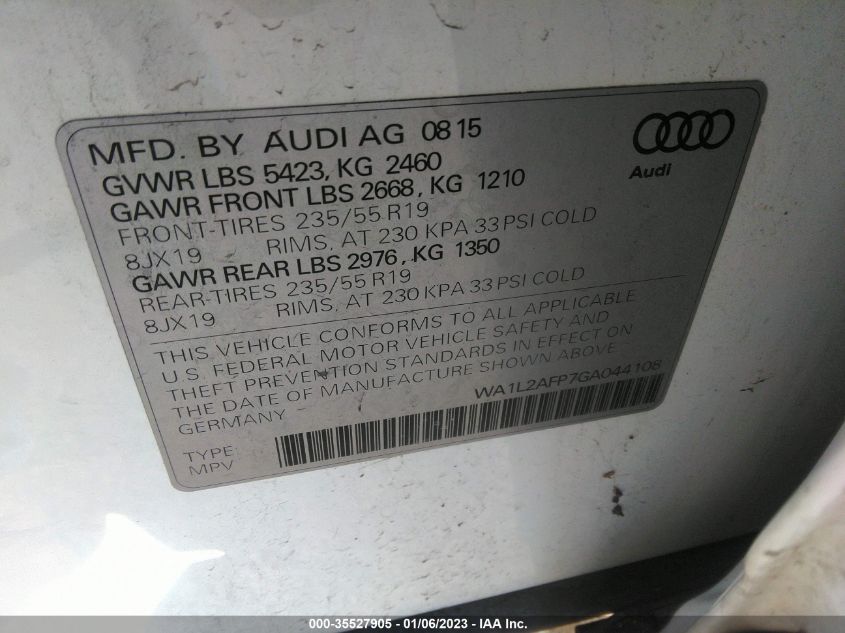 MFD. BY AUDI AG 08 15
GVWR LBS 5423, KG 2460
GAWR FRONT LBS 2668, KG 1210
FRONT-TIRES 235/55 R19
8JX19 RIMS, AT 230 KPA 33 PSI COLD
GAWR REAR LBS 2976, KG 1350
REAR-TIRES 235/55 R19
8JX19 RIMS, AT 230 KPA 33 PSI COLD
THIS VEHICLE CONFORMS TO ALL APPLICABLE
U.S. FEDERAL MOTOR VEHICLE SAFETY AND
THEFT PREVENTION STANDARDS IN EFFECT ON
THE DATE OF MANUFACTURE SHOWN ABOVE
GERMANY
WA1L2AFP7GA044108
TYPE
MPV
Audi
000-35527905 - 01/06/2023 - IAA Inc.